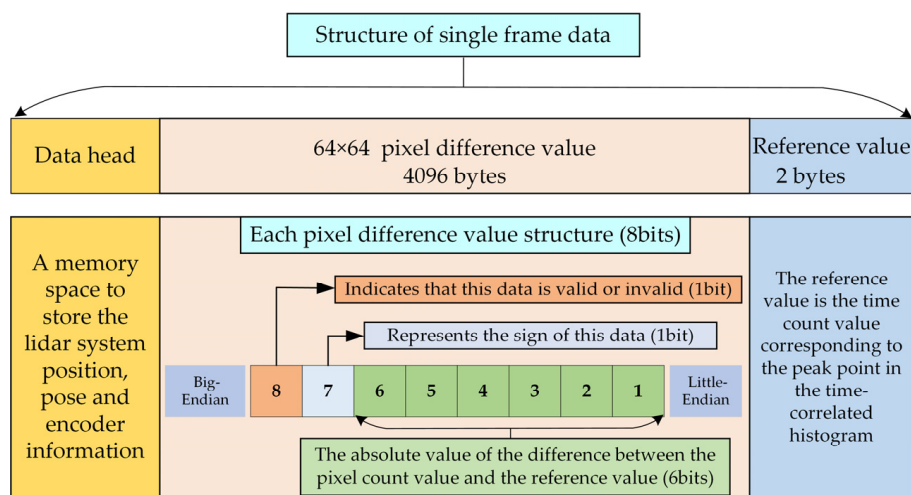 Structure of single frame data
Data head
64×64 pixel difference value
4096 bytes
Reference value
2 bytes
A memory
space to
store the
lidar system
position,
pose and
encoder
information
Each pixel difference value structure (8bits)
Indicates that this data is valid or invalid (1bit)
Represents the sign of this data (1bit)
Big-
Endian
8 7 6 5 4 3 2 1
Little-
Endian
The absolute value of the difference between the
pixel count value and the reference value (6bits)
The reference
value is the time
count value
corresponding to
the peak point in
the time-
correlated
histogram